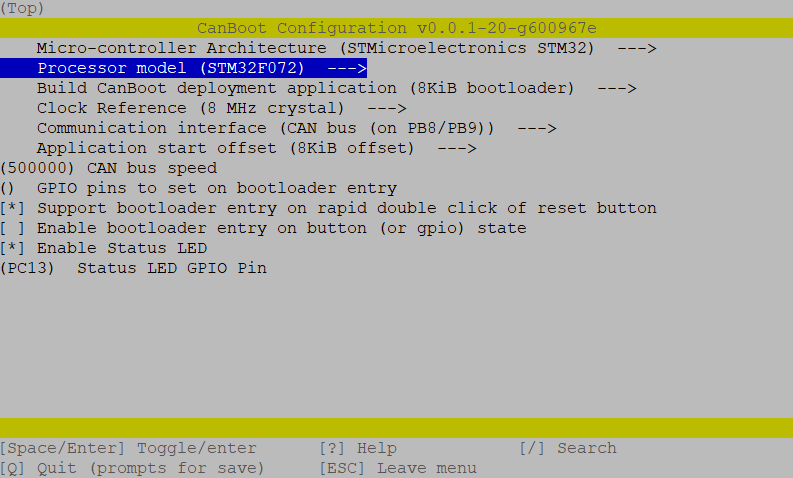 (Top)
CanBoot Configuration v0.0.1-20-g600967e
Micro-controller Architecture (STMicroelectronics STM32)  --->
Processor model (STM32F072)  --->
Build CanBoot deployment application (8KiB bootloader)  --->
Clock Reference (8 MHz crystal)  --->
Communication interface (CAN bus (on PB8/PB9))  --->
Application start offset (8KiB offset)  --->
(500000) CAN bus speed
()  GPIO pins to set on bootloader entry
[*] Support bootloader entry on rapid double click of reset button
[ ] Enable bootloader entry on button (or gpio) state
[*] Enable Status LED
(PC13)  Status LED GPIO Pin
[Space/Enter] Toggle/enter      [?] Help      [/] Search
[Q] Quit (prompts for save)     [ESC] Leave menu